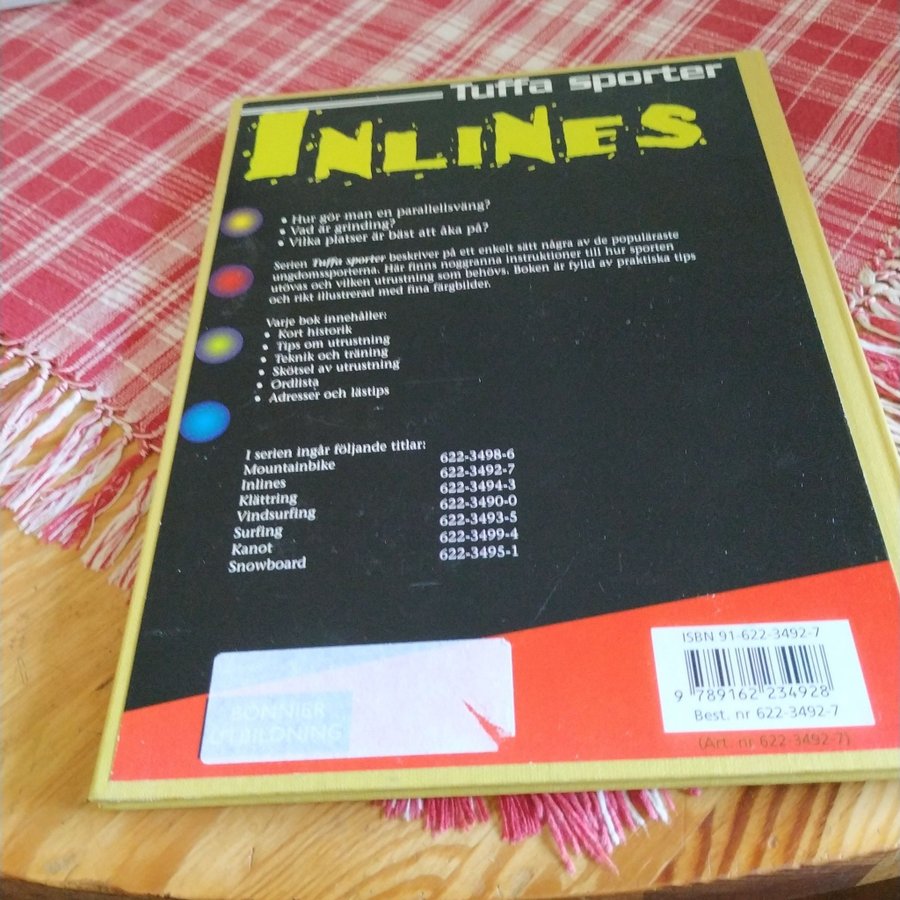 Tuffa sporter
INLINES
• Hur gör man en parallellsväng?
• Vad är grinding?
• Vilka platser är bäst att åka på?
Serien Tuffa sporter beskriver på ett enkelt sätt några av de populäraste
ungdomssporterna. Här finns noggranna instruktioner till hur sporten
utövas och vilken utrustning som behövs. Boken är fylld av praktiska tips
och rikt illustrerad med fina färgbilder.
Varje bok innehåller:
• Kort historik
• Tips om utrustning
• Teknik och träning
• Skötsel av utrustning
• Ordlista
• Adresser och lästips
I serien ingår följande titlar:
Mountainbike 622-3498-6
Inlines 622-3492-7
Klättring 622-3494-3
Vindsurfing 622-3490-0
Surfing 622-3493-5
Kanot 622-3499-4
Snowboard 622-3495-1
BONNIER
UTBILDNING
ISBN 91-622-3492-7
9 789162 234928
Best. nr 622-3492-7
(Art. nr 622-3492-7)